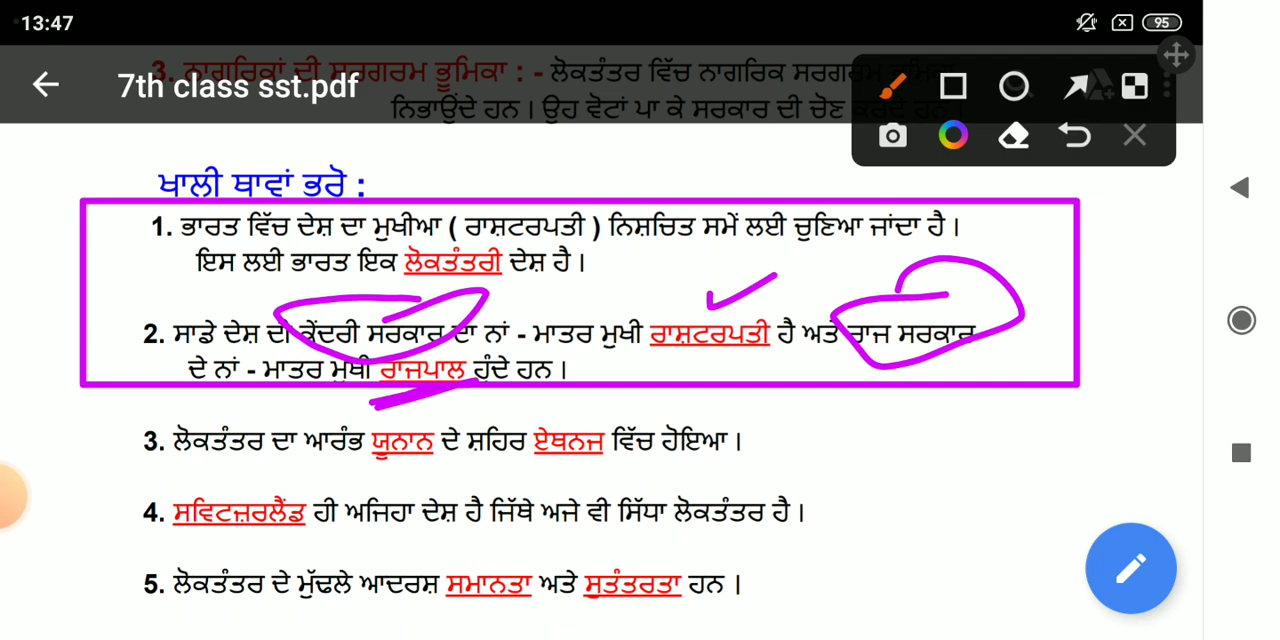 13:47
95
7th class sst.pdf
3. ਨਾਗਰਿਕਾਂ ਦੀ ਸਰਗਰਮ ਭੂਮਿਕਾ : - ਲੋਕਤੰਤਰ ਵਿੱਚ ਨਾਗਰਿਕ ਸਰਗਰਮ
ਨਿਭਾਉਂਦੇ ਹਨ । ਉਹ ਵੋਟਾਂ ਪਾ ਕੇ ਸਰਕਾਰ ਦੀ ਚੋਣ ਕਰਦੇ ਹਨ ।
ਖਾਲੀ ਥਾਵਾਂ ਭਰੋ :
1. ਭਾਰਤ ਵਿੱਚ ਦੇਸ਼ ਦਾ ਮੁਖੀਆ ( ਰਾਸ਼ਟਰਪਤੀ ) ਨਿਸ਼ਚਿਤ ਸਮੇਂ ਲਈ ਚੁਣਿਆ ਜਾਂਦਾ ਹੈ ।
ਇਸ ਲਈ ਭਾਰਤ ਇਕ ਲੋਕਤੰਤਰੀ ਦੇਸ਼ ਹੈ ।
2. ਸਾਡੇ ਦੇਸ਼ ਦੀ ਕੇਂਦਰੀ ਸਰਕਾਰ ਦਾ ਨਾਂ - ਮਾਤਰ ਮੁਖੀ ਰਾਸ਼ਟਰਪਤੀ ਹੈ ਅਤੇ ਰਾਜ ਸਰਕਾਰ
ਦੇ ਨਾਂ - ਮਾਤਰ ਮੁਖੀ ਰਾਜਪਾਲ ਹੁੰਦੇ ਹਨ ।
3. ਲੋਕਤੰਤਰ ਦਾ ਆਰੰਭ ਯੂਨਾਨ ਦੇ ਸ਼ਹਿਰ ਏਥਨਜ ਵਿੱਚ ਹੋਇਆ ।
4. ਸਵਿਟਜ਼ਰਲੈਂਡ ਹੀ ਅਜਿਹਾ ਦੇਸ਼ ਹੈ ਜਿੱਥੇ ਅਜੇ ਵੀ ਸਿੱਧਾ ਲੋਕਤੰਤਰ ਹੈ ।
5. ਲੋਕਤੰਤਰ ਦੇ ਮੁੱਢਲੇ ਆਦਰਸ਼ ਸਮਾਨਤਾ ਅਤੇ ਸੁਤੰਤਰਤਾ ਹਨ ।